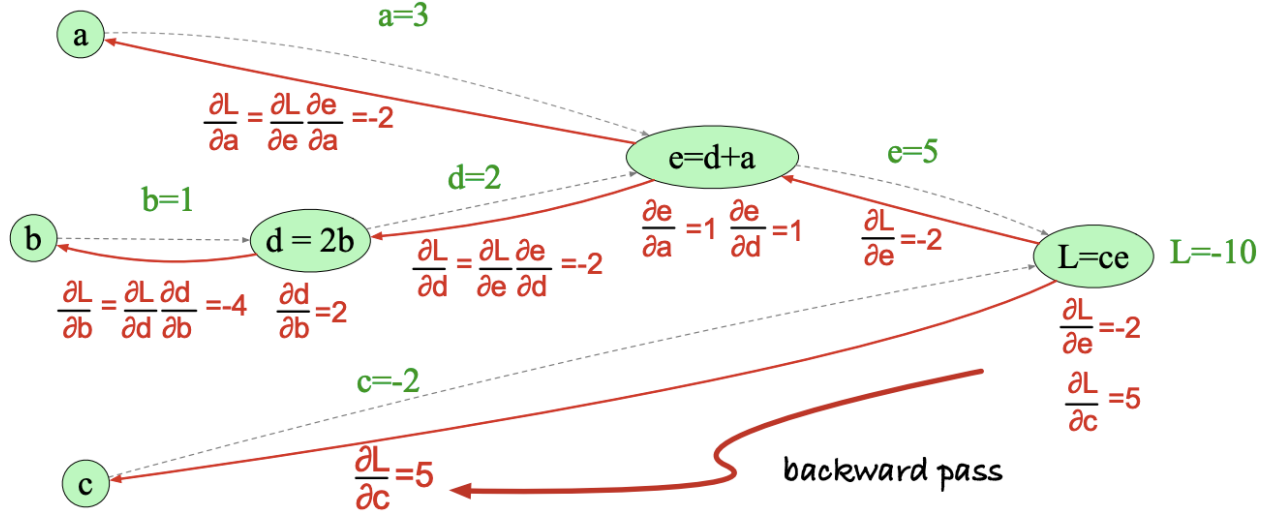 a
a=3
∂L/∂a = ∂L/∂e ∂e/∂a =-2
e=d+a
e=5
b
b=1
d = 2b
d=2
∂L/∂d = ∂L/∂e ∂e/∂d =-2
∂e/∂a =1 ∂e/∂d =1
∂L/∂e =-2
L=ce
L=-10
∂L/∂b = ∂L/∂d ∂d/∂b =-4
∂d/∂b =2
∂L/∂e =-2
∂L/∂c =5
c=-2
c
∂L/∂c =5
backward pass